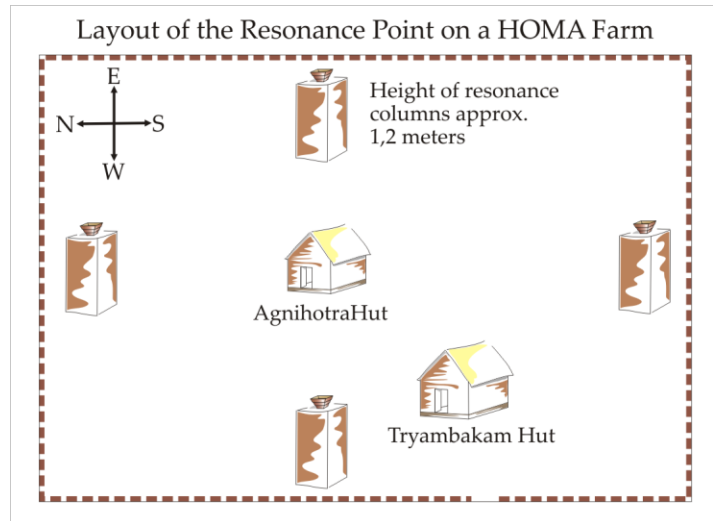 Layout of the Resonance Point on a HOMA Farm
E
N S
W
Height of resonance
columns approx.
1,2 meters
AgnihotraHut
Tryambakam Hut